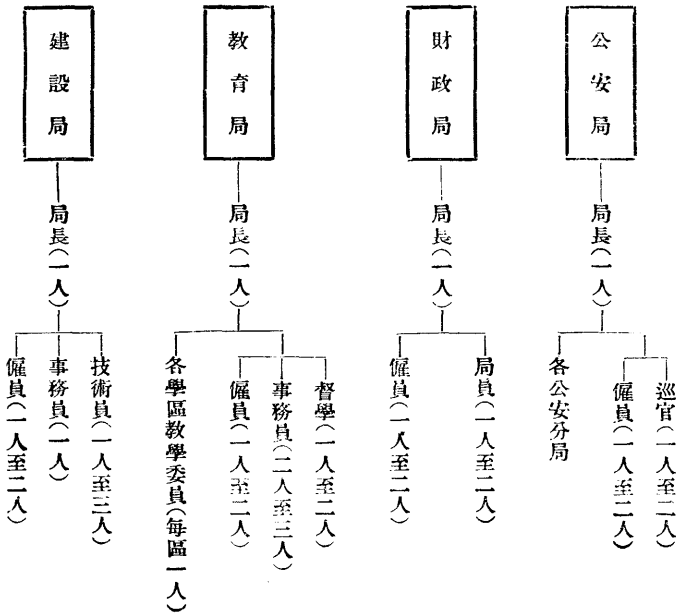 公安局
局長（一人）
巡官（一人至二人）
僱員（一人至二人）
各公安分局
財政局
局長（一人）
局員（一人至二人）
僱員（一人至二人）
教育局
局長（一人）
督學（一人至二人）
事務員（二人至三人）
僱員（一人至二人）
各學區教學委員（每區一人）
建設局
局長（一人）
技術員（一人至三人）
事務員（一人）
僱員（一人至二人）